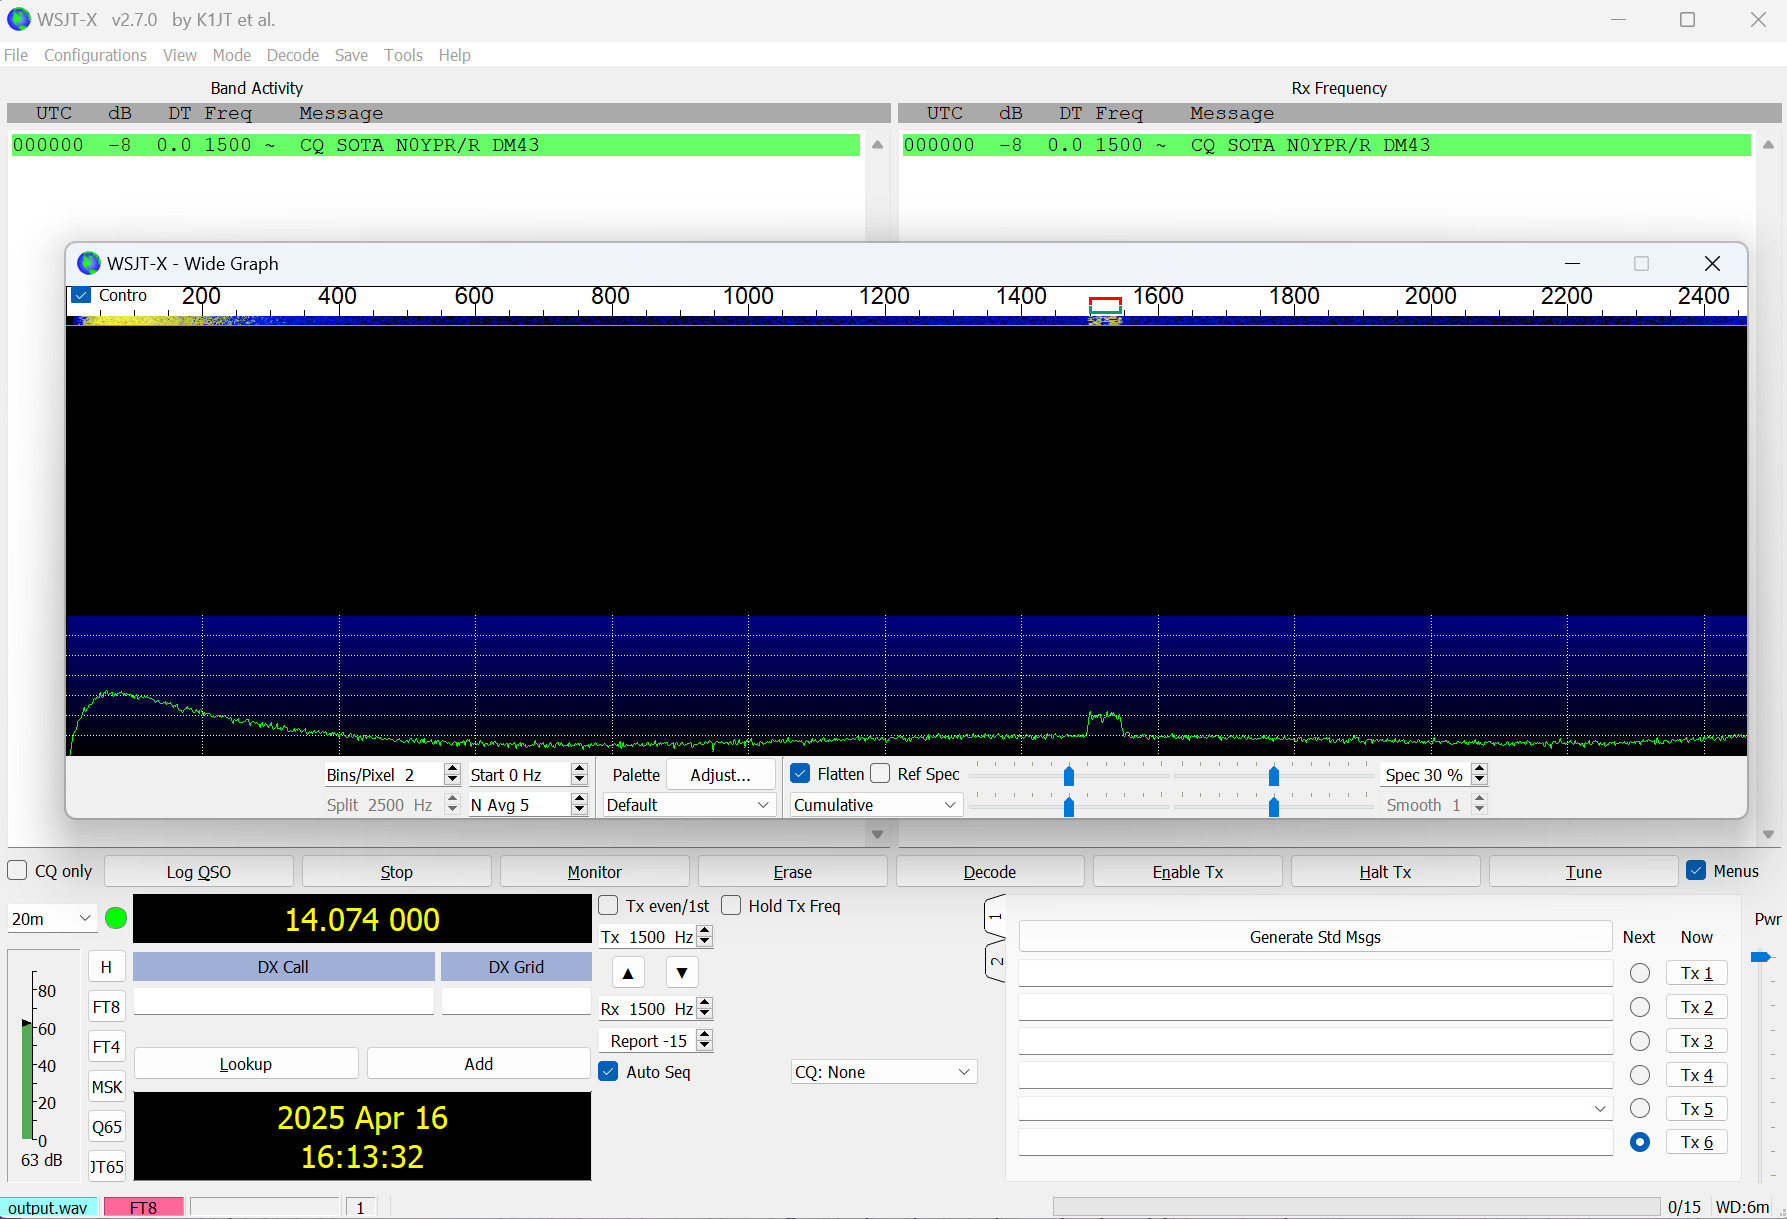 WSJT-X v2.7.0 by K1JT et al.
File Configurations View Mode Decode Save Tools Help
Band Activity
Rx Frequency
UTC dB DT Freq Message
UTC dB DT Freq Message
000000 -8 0.0 1500 ~ CQ SOTA N0YPR/R DM43
000000 -8 0.0 1500 ~ CQ SOTA N0YPR/R DM43
WSJT-X - Wide Graph
Contro 200 400 600 800 1000 1200 1400 1600 1800 2000 2200 2400
Bins/Pixel 2 Start 0 Hz Palette Adjust... Flatten Ref Spec Spec 30 %
Split 2500 Hz N Avg 5 Default Cumulative Smooth 1
CQ only Log QSO Stop Monitor Erase Decode Enable Tx Halt Tx Tune Menus
20m 14.074 000 Tx even/1st Hold Tx Freq
Tx 1500 Hz
DX Call DX Grid
Rx 1500 Hz
Report -15
Lookup Add
Auto Seq CQ: None
2025 Apr 16
16:13:32
80
60
40
20
0
63 dB
H
FT8
FT4
MSK
Q65
JT65
1
2
Generate Std Msgs Next Now
Pwr
Tx 1
Tx 2
Tx 3
Tx 4
Tx 5
Tx 6
output.wav FT8 1 0/15 WD:6m